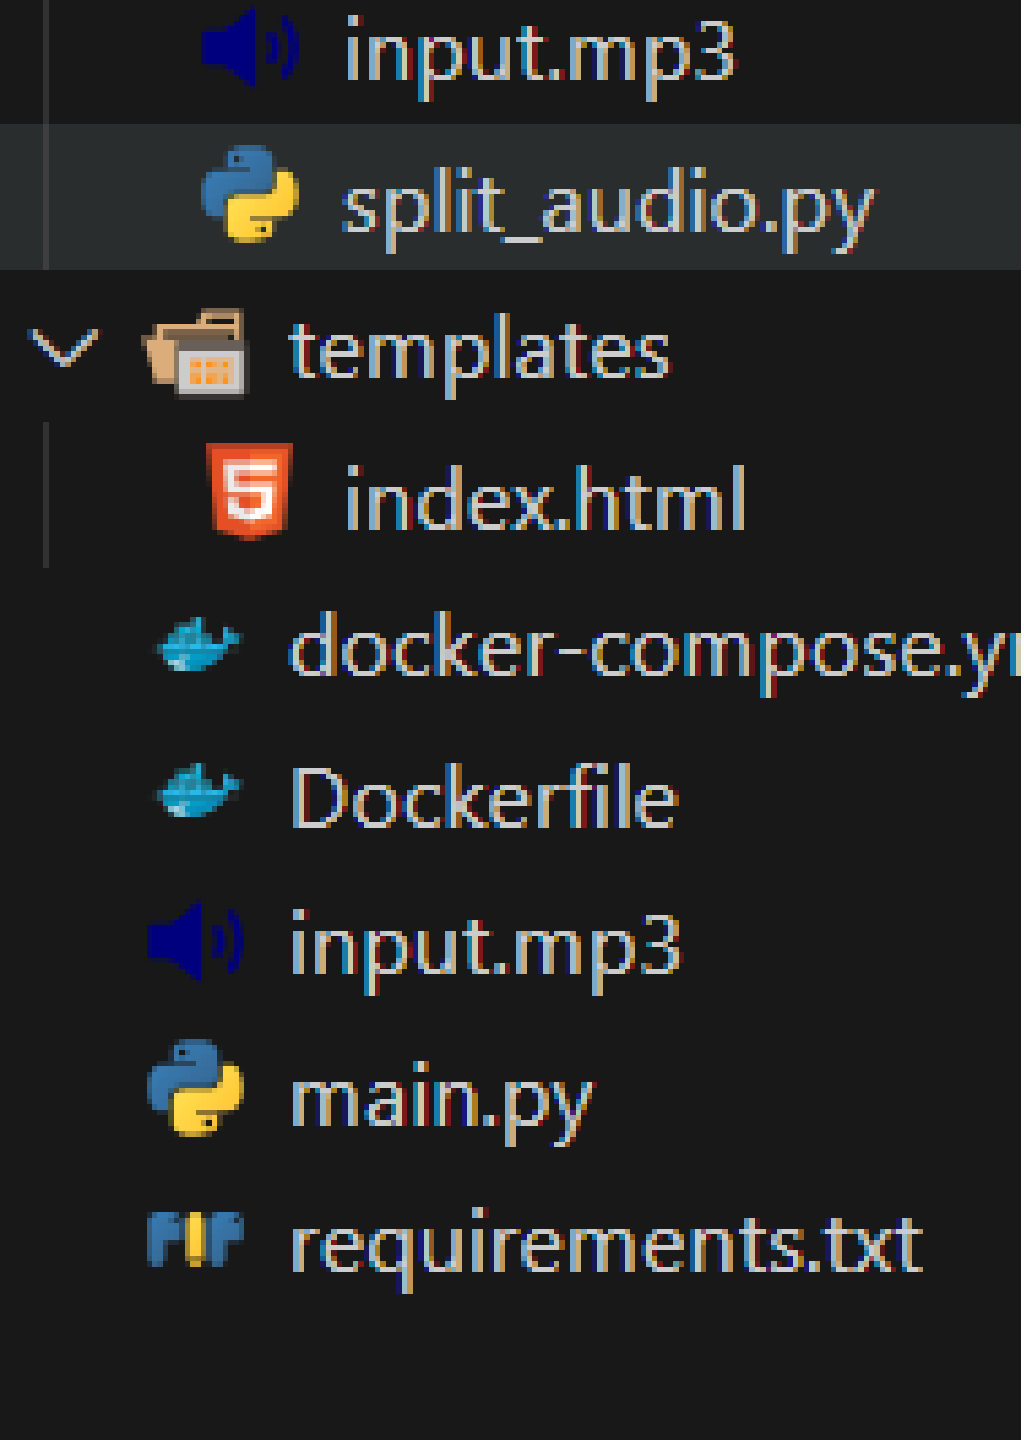 input.mp3
split_audio.py
templates
index.html
docker-compose.y
Dockerfile
input.mp3
main.py
requirements.txt